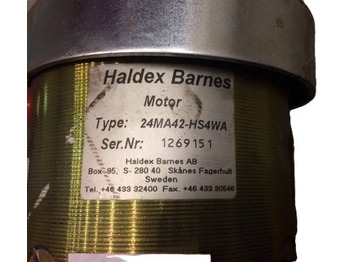 Haldex Barnes
Motor
Type: 24MA42-HS4WA
Ser.Nr: 1269151
Haldex Barnes AB
Box 95, S- 280 40 Skånes Fagerhult
Sweden
Tel. +46 433 32400 Fax. +46 433 30546